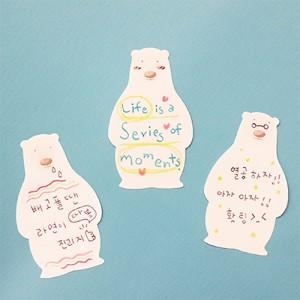 Life is a
Series of
moments
배고플 땐
라면이
진리지
열공하자!!
아자 아자!!
홧팅>.<